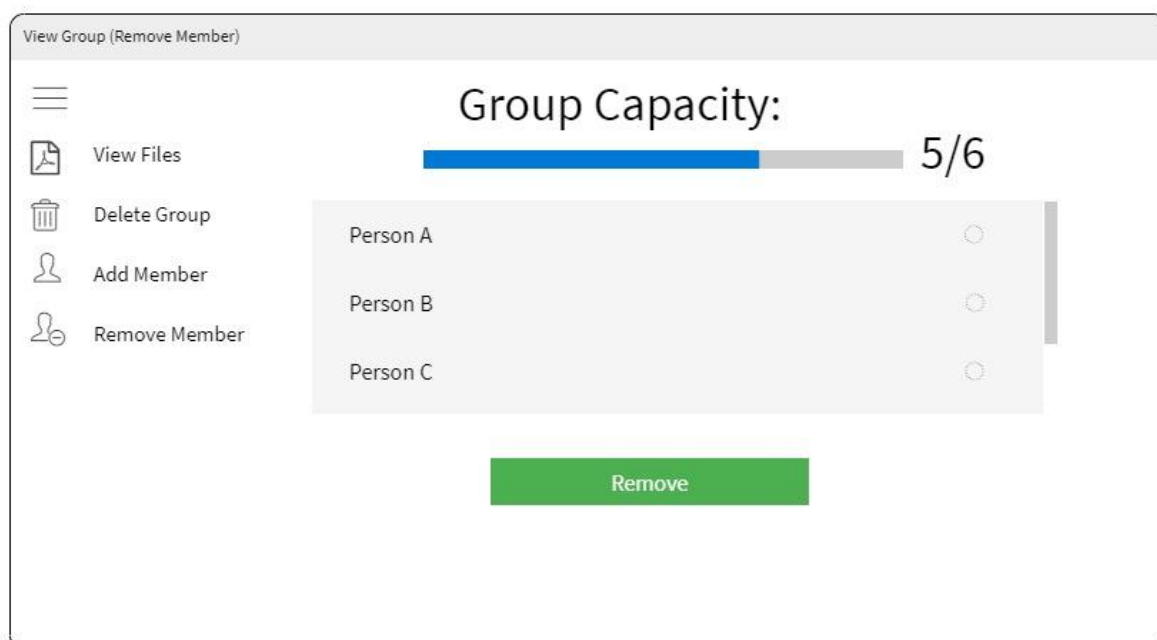 View Group (Remove Member)
Group Capacity:
5/6
View Files
Delete Group
Add Member
Remove Member
Person A
Person B
Person C
Remove